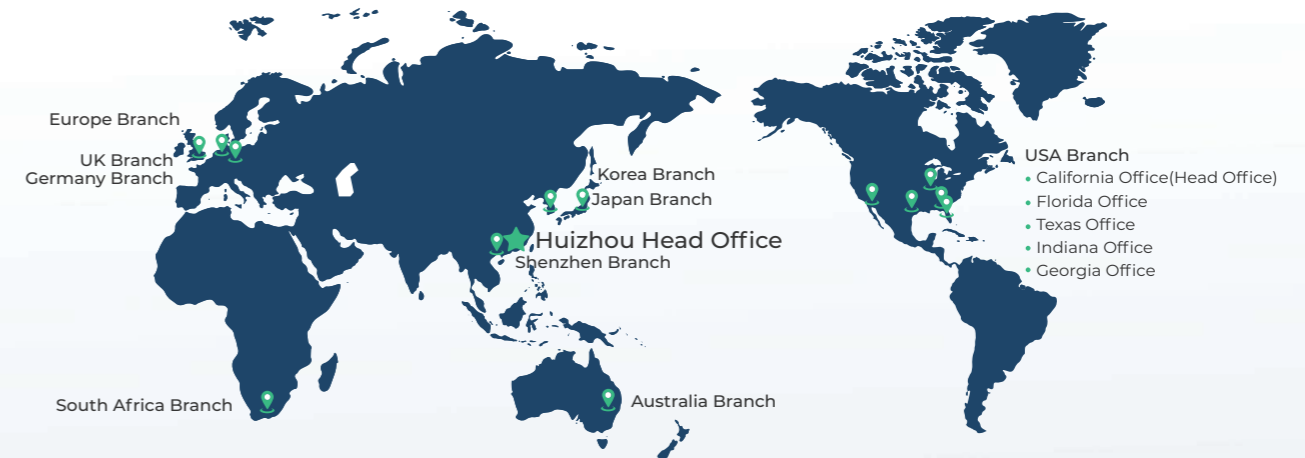 Europe Branch
UK Branch
Germany Branch
Korea Branch
Japan Branch
Huizhou Head Office
Shenzhen Branch
South Africa Branch
Australia Branch
USA Branch
• California Office(Head Office)
• Florida Office
• Texas Office
• Indiana Office
• Georgia Office